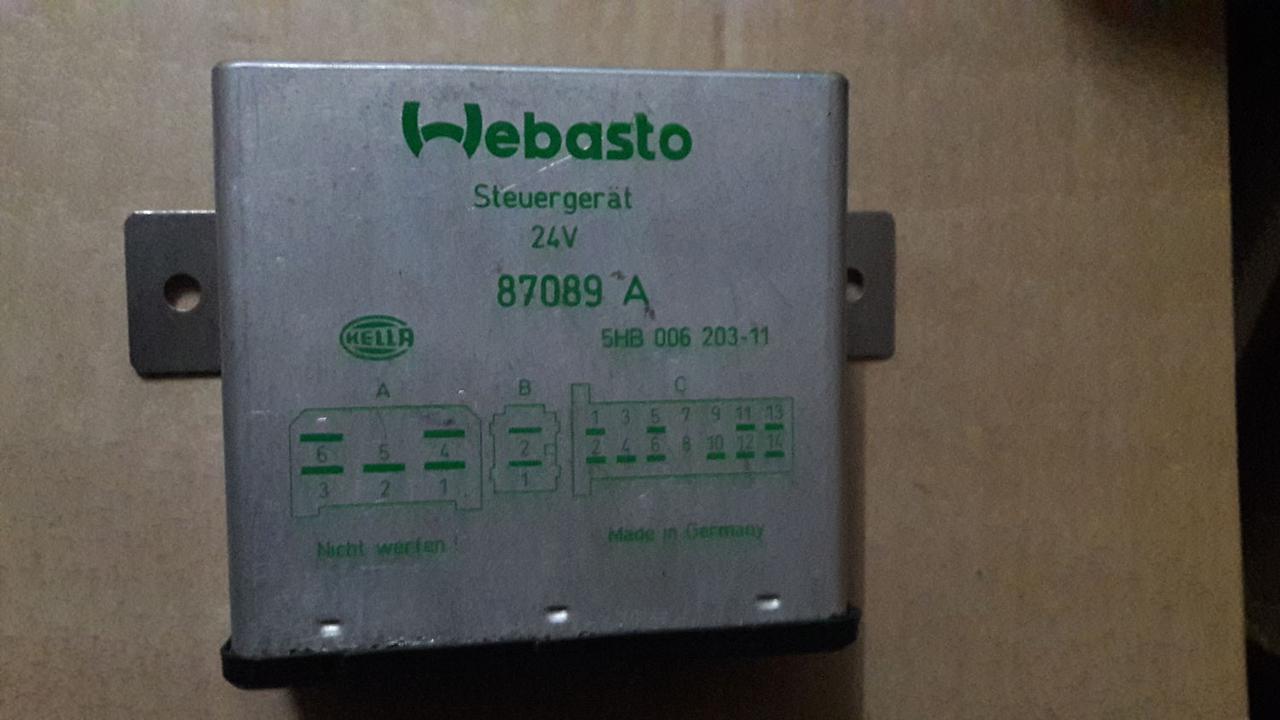 Webasto
Steuergerät
24V
87089 A
HELLA
5HB 006 203-11
A B C
1 3 5 7 9 11 13
6 5 4 2 2 4 6 8 10 12 14
3 2 1 1
Nicht werfen !
Made in Germany